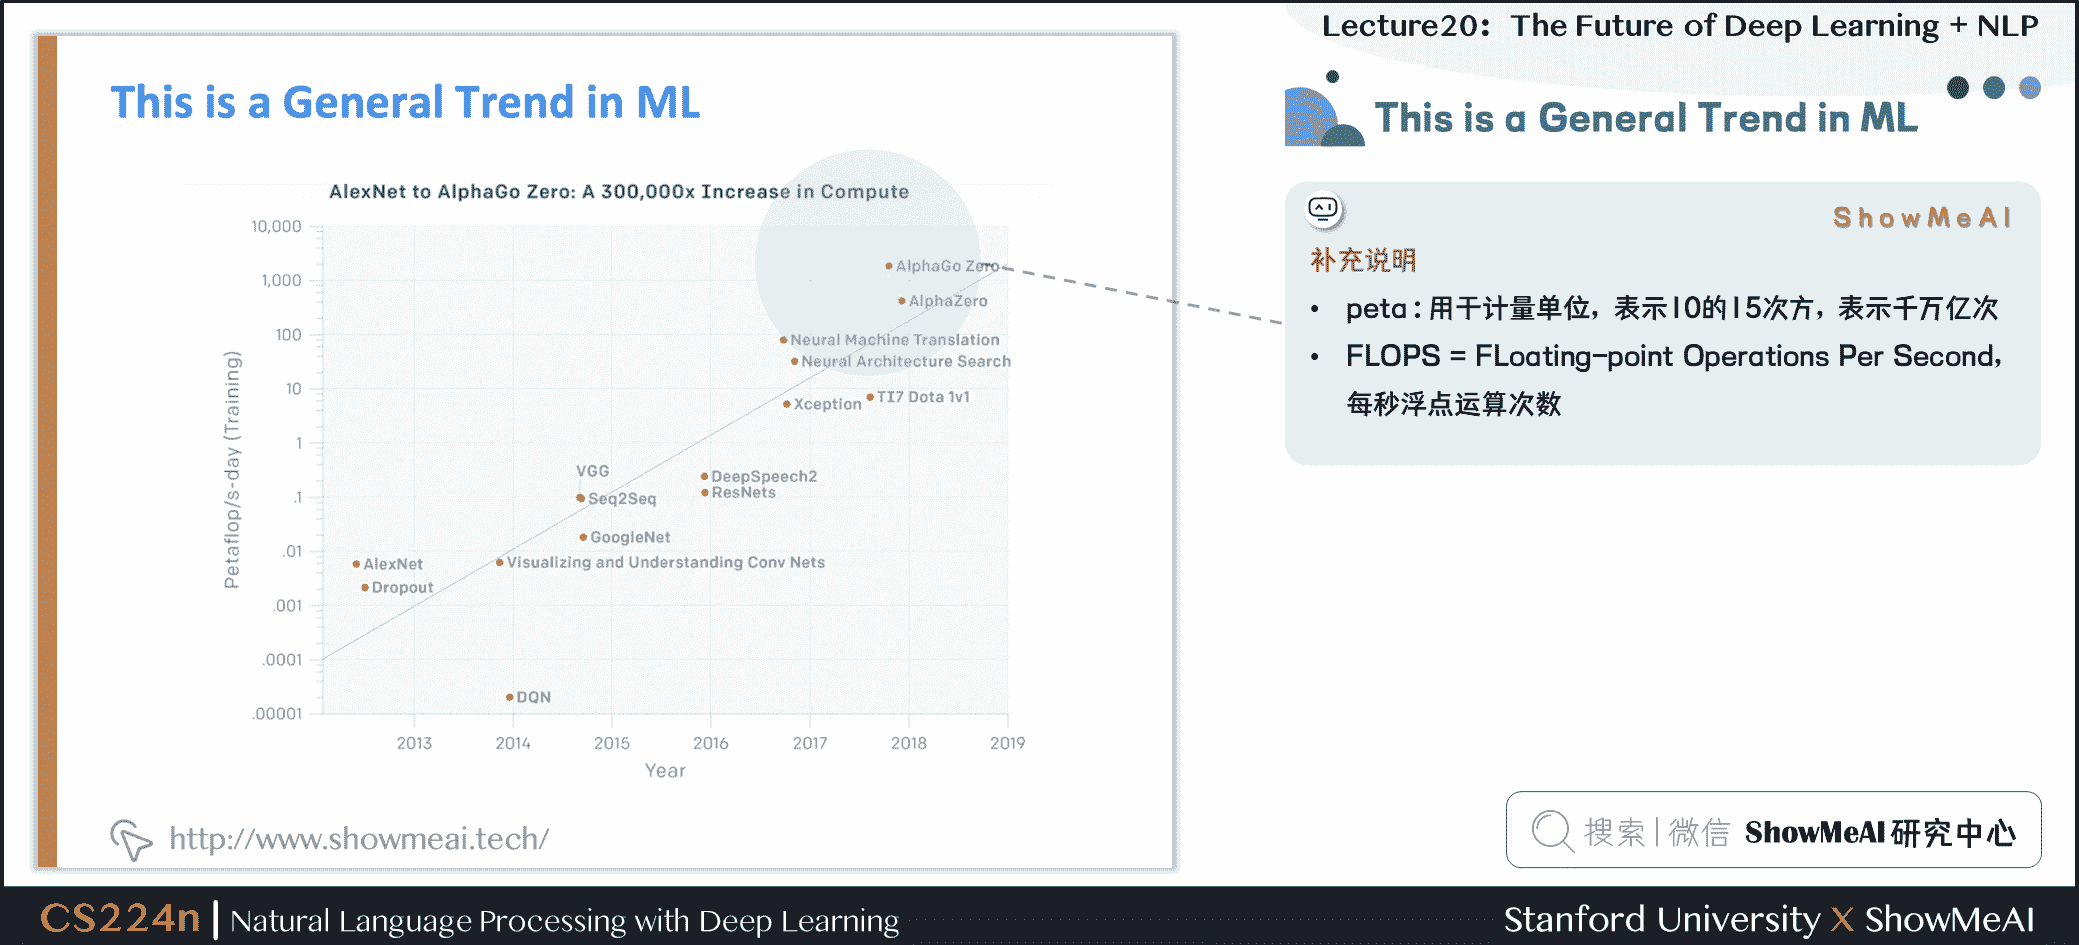 Lecture20: The Future of Deep Learning + NLP
This is a General Trend in ML
AlexNet to AlphaGo Zero: A 300,000x Increase in Compute
10,000
1,000
100
10
1
.1
.01
.001
.0001
.00001
Petaflop/s-day (Training)
AlphaGo Zero
AlphaZero
Neural Machine Translation
Neural Architecture Search
Xception
TI7 Dota 1v1
VGG
Seq2Seq
DeepSpeech2
ResNets
GoogleNet
AlexNet
Visualizing and Understanding Conv Nets
Dropout
DQN
2013 2014 2015 2016 2017 2018 2019
Year
http://www.showmeai.tech/
This is a General Trend in ML
ShowMeAI
补充说明
• peta : 用于计量单位，表示10的15次方，表示千万亿次
• FLOPS = FLoating-point Operations Per Second,
每秒浮点运算次数
搜索 | 微信 ShowMeAI 研究中心
CS224n | Natural Language Processing with Deep Learning
Stanford University X ShowMeAI